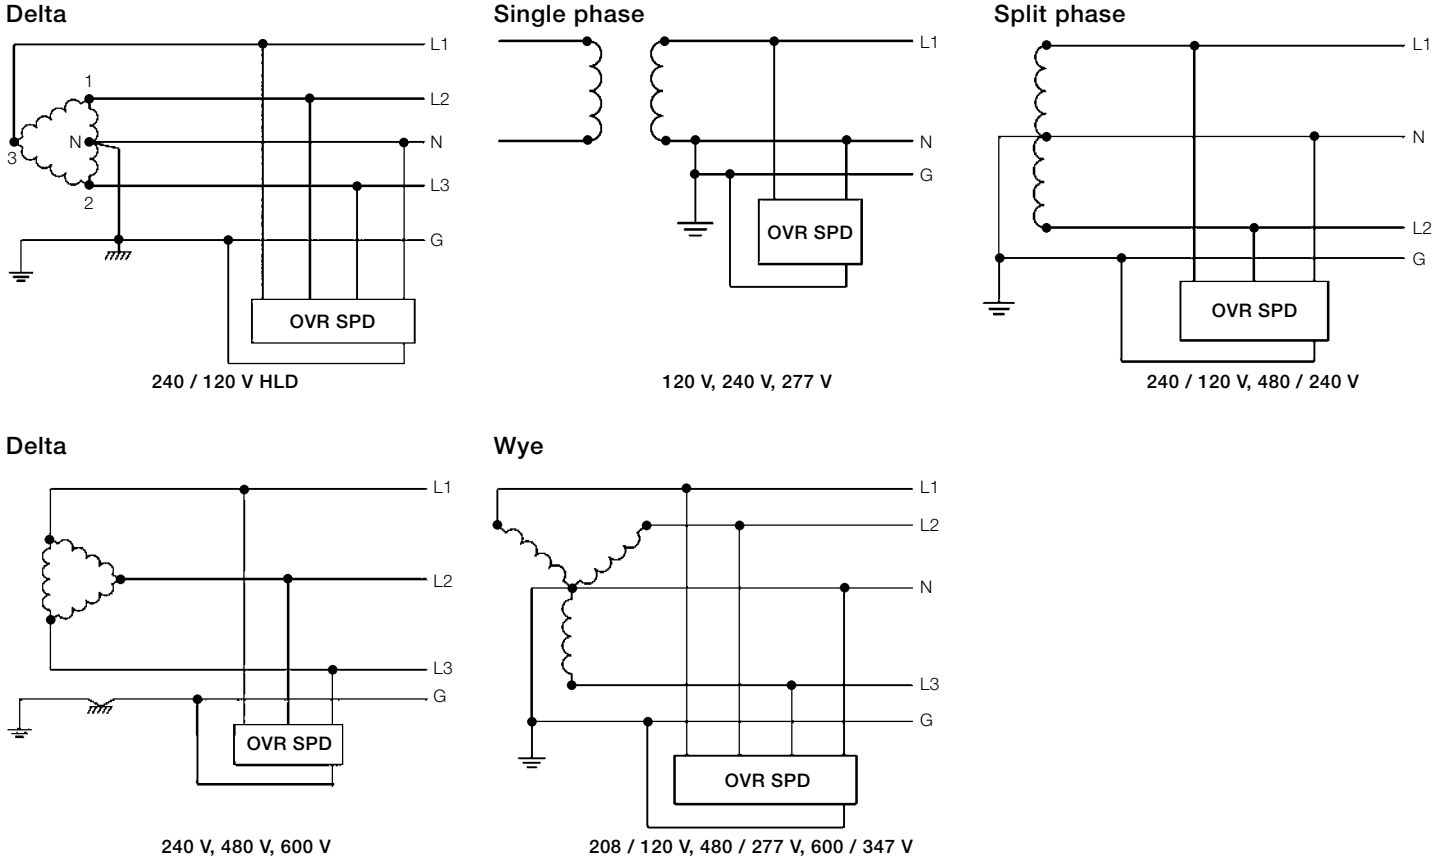 Delta
L1
1
L2
N
N
3
L3
2
G
OVR SPD
240 / 120 V HLD
Single phase
L1
N
G
OVR SPD
120 V, 240 V, 277 V
Split phase
L1
N
L2
G
OVR SPD
240 / 120 V, 480 / 240 V
Delta
L1
L2
L3
G
OVR SPD
240 V, 480 V, 600 V
Wye
L1
L2
N
L3
G
OVR SPD
208 / 120 V, 480 / 277 V, 600 / 347 V